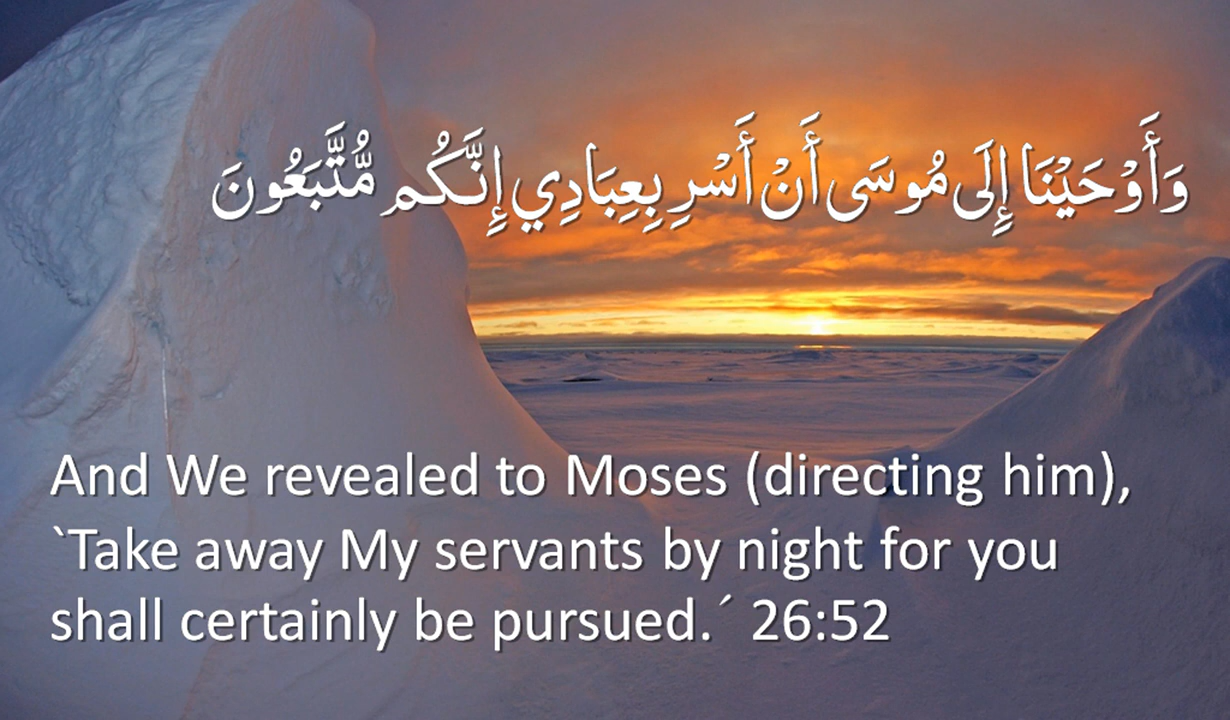 وَأَوْحَيْنَا إِلَى مُوسَى أَنْ أَسْرِ بِعِبَادِي إِنَّكُم مُّتَّبَعُونَ
And We revealed to Moses (directing him),
`Take away My servants by night for you
shall certainly be pursued.´ 26:52